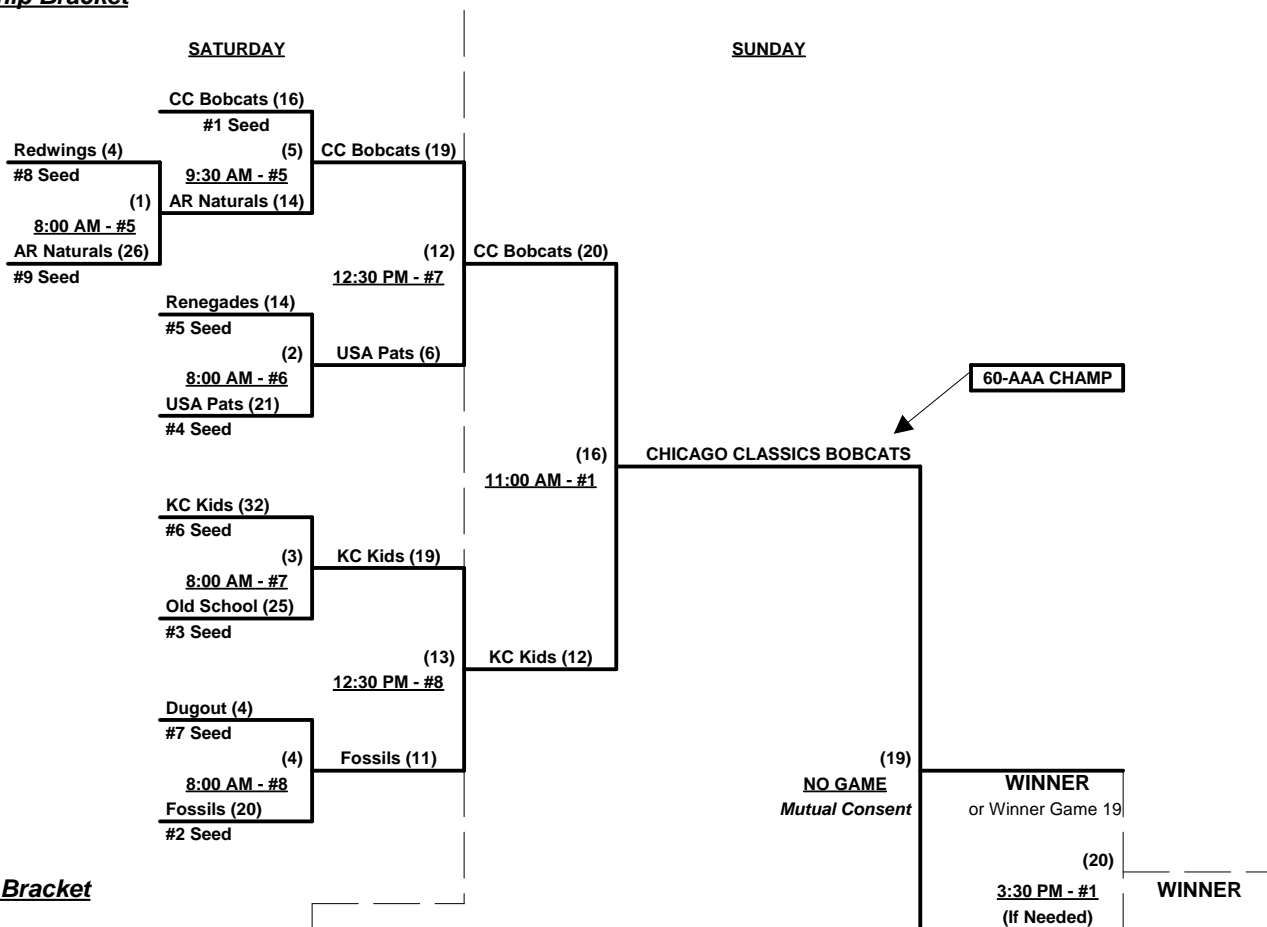 SATURDAY
SUNDAY
CC Bobcats (16)
#1 Seed
Redwings (4)
(5)
CC Bobcats (19)
#8 Seed
9:30 AM - #5
(1)
AR Naturals (14)
8:00 AM - #5
AR Naturals (26)
(12)
CC Bobcats (20)
#9 Seed
12:30 PM - #7
Renegades (14)
#5 Seed
(2)
USA Pats (6)
8:00 AM - #6
60-AAA CHAMP
USA Pats (21)
#4 Seed
(16)
CHICAGO CLASSICS BOBCATS
11:00 AM - #1
KC Kids (32)
#6 Seed
(3)
KC Kids (19)
8:00 AM - #7
Old School (25)
#3 Seed
(13)
KC Kids (12)
12:30 PM - #8
Dugout (4)
#7 Seed
(4)
Fossils (11)
(19)
8:00 AM - #8
NO GAME
WINNER
Fossils (20)
Mutual Consent
or Winner Game 19
#2 Seed
(20)
Bracket
3:30 PM - #1
WINNER
(If Needed)